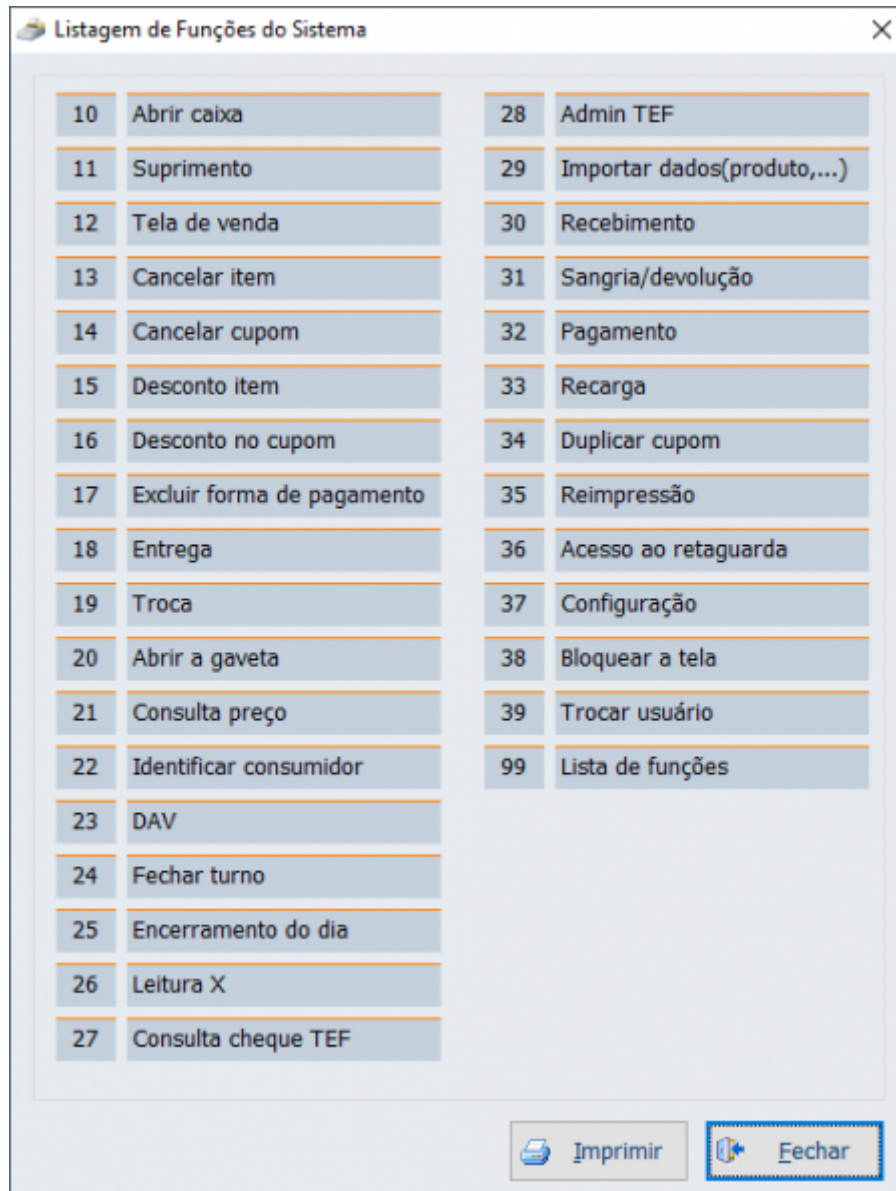 Listagem de Funções do Sistema
10 Abrir caixa
11 Suprimento
12 Tela de venda
13 Cancelar item
14 Cancelar cupom
15 Desconto item
16 Desconto no cupom
17 Excluir forma de pagamento
18 Entrega
19 Troca
20 Abrir a gaveta
21 Consulta preço
22 Identificar consumidor
23 DAV
24 Fechar turno
25 Encerramento do dia
26 Leitura X
27 Consulta cheque TEF
28 Admin TEF
29 Importar dados(produto,...)
30 Recebimento
31 Sangria/devolução
32 Pagamento
33 Recarga
34 Duplicar cupom
35 Reimpressão
36 Acesso ao retaguarda
37 Configuração
38 Bloquear a tela
39 Trocar usuário
99 Lista de funções
Imprimir
Fechar